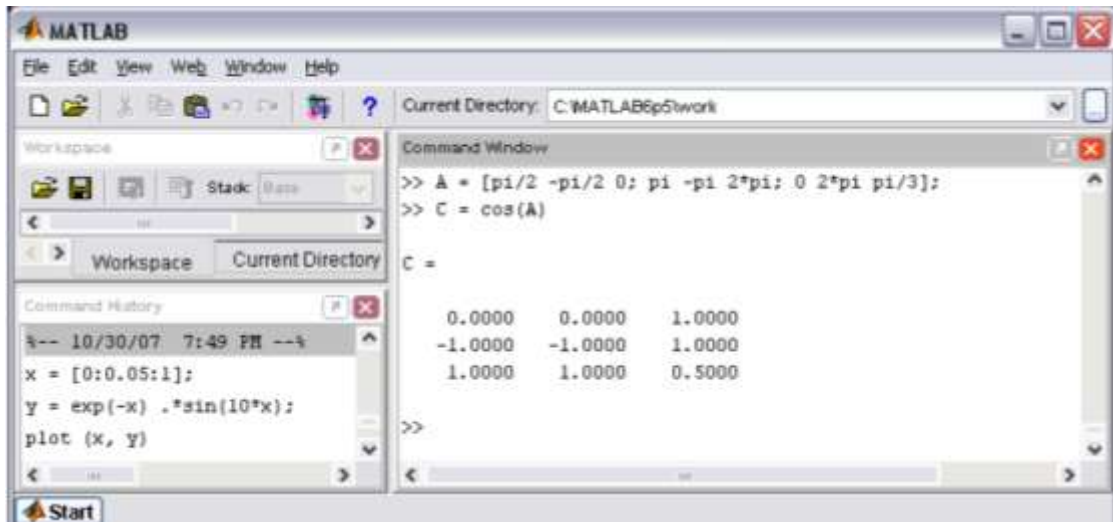 MATLAB
File Edit View Web Window Help
? Current Directory: C:\MATLAB6p5\work
Workspace
Stack: Base
Workspace Current Directory
Command History
%-- 10/30/07 7:49 PM --%
x = [0:0.05:1];
y = exp(-x) .*sin(10*x);
plot (x, y)
Command Window
>> A = [pi/2 -pi/2 0; pi -pi 2*pi; 0 2*pi pi/3];
>> C = cos(A)
C =
0.0000 0.0000 1.0000
-1.0000 -1.0000 1.0000
1.0000 1.0000 0.5000
>>
Start